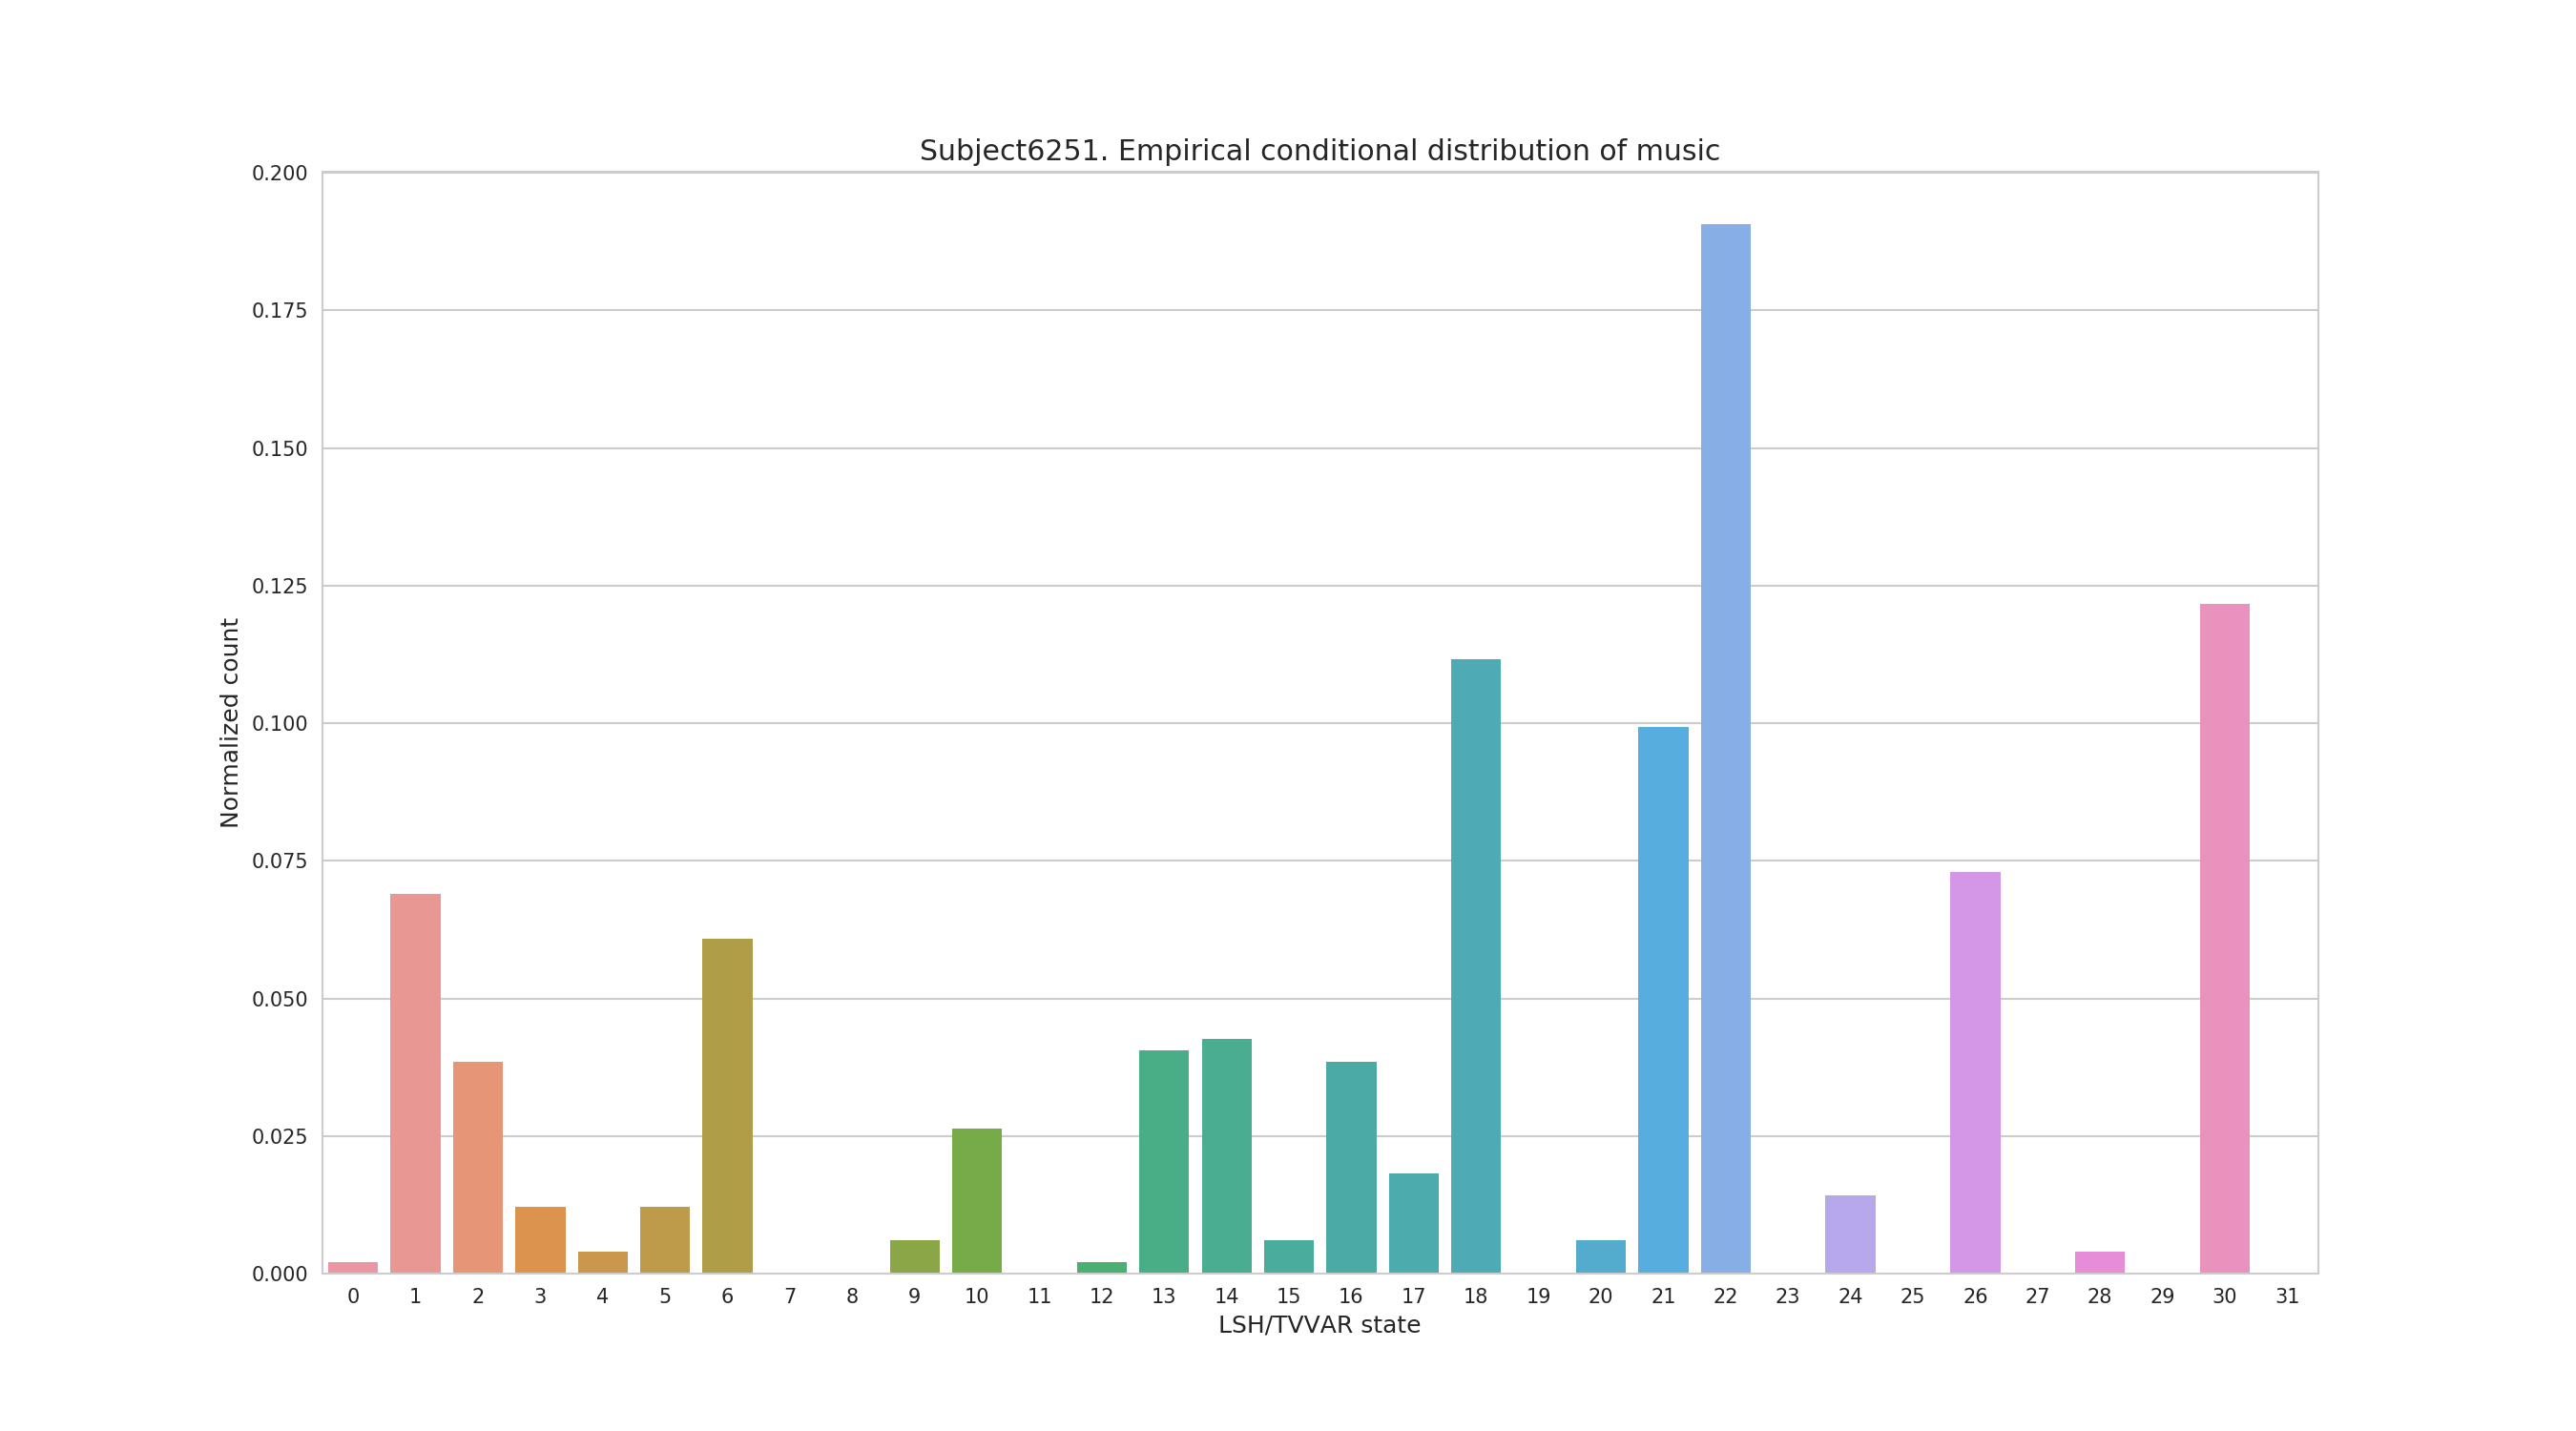 Subject6251. Empirical conditional distribution of music
0.200
0.175
0.150
0.125
0.100
0.075
0.050
0.025
0.000
Normalized count
0 1 2 3 4 5 6 7 8 9 10 11 12 13 14 15 16 17 18 19 20 21 22 23 24 25 26 27 28 29 30 31
LSH/TVVAR state